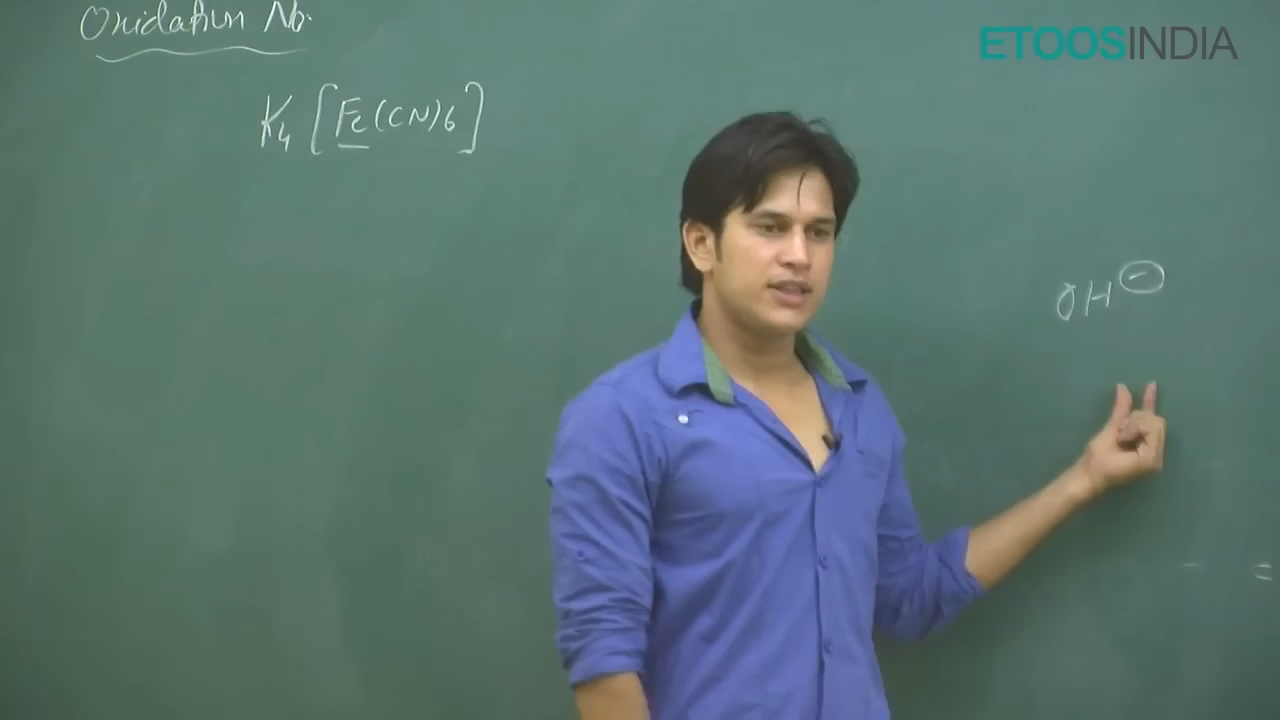 Oxidation No.
ETOOSINDIA
K4 [Fe(CN)6]
OH⊖
- =